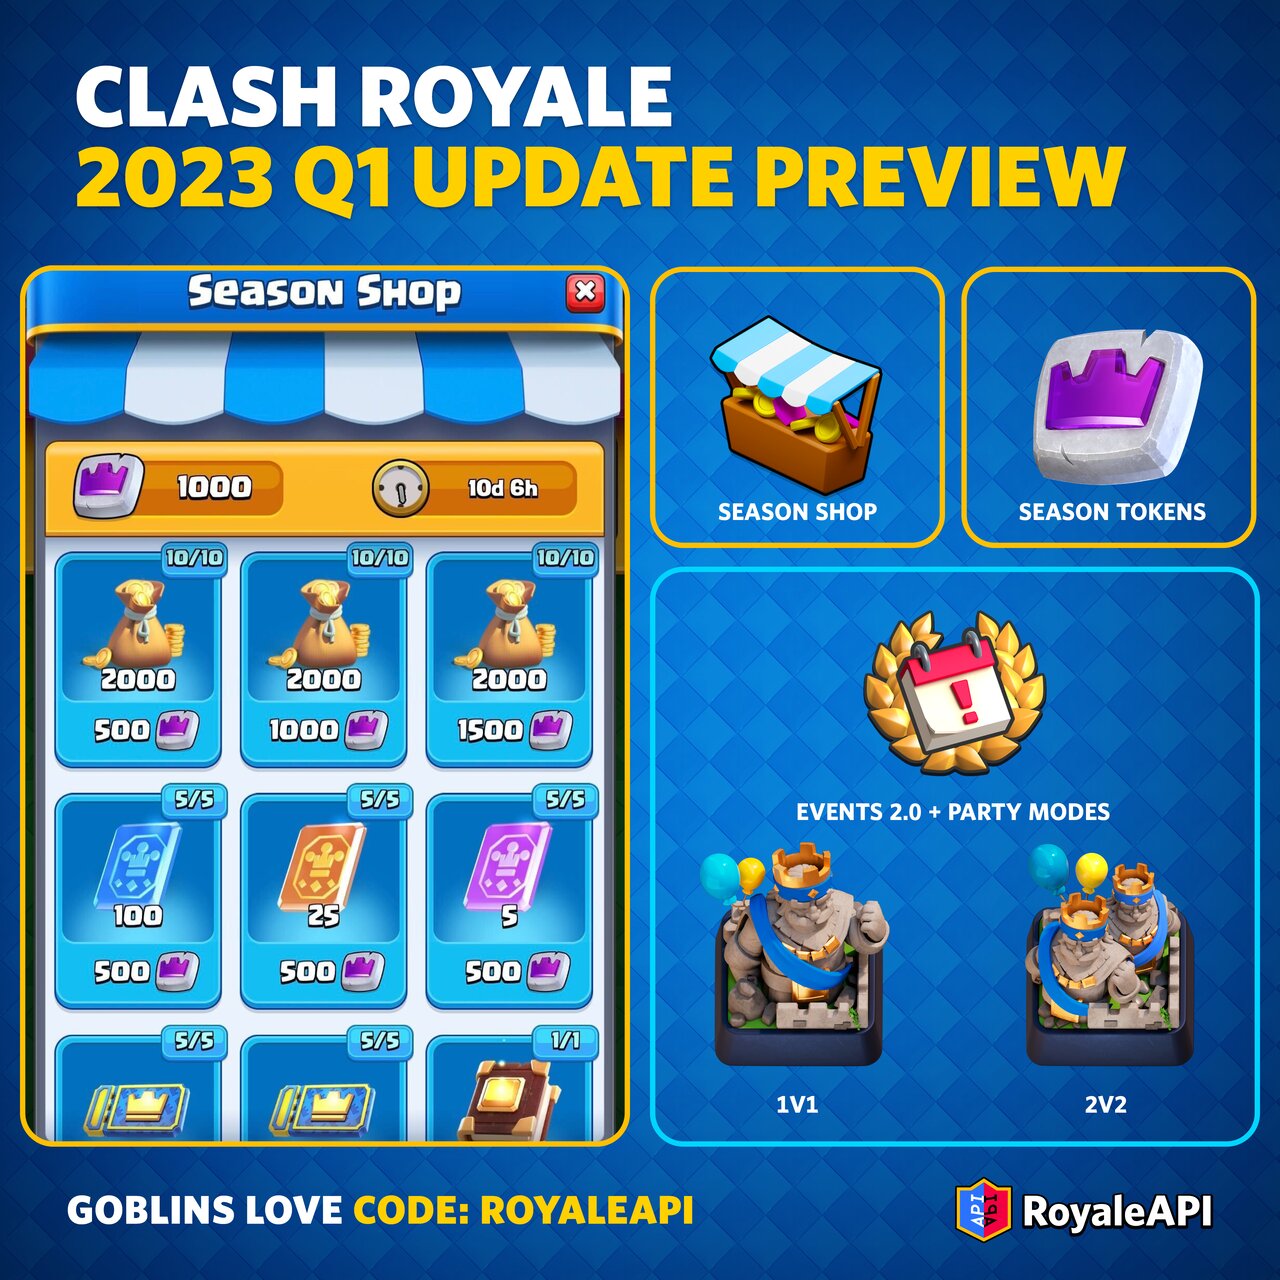 CLASH ROYALE
2023 Q1 UPDATE PREVIEW
Season Shop
1000
10d 6h
10/10
10/10
10/10
2000
2000
2000
500
1000
1500
5/5
5/5
5/5
100
25
5
500
500
500
5/5
5/5
1/1
SEASON SHOP
SEASON TOKENS
EVENTS 2.0 + PARTY MODES
1V1
2V2
GOBLINS LOVE CODE: ROYALEAPI
API
API
RoyaleAPI